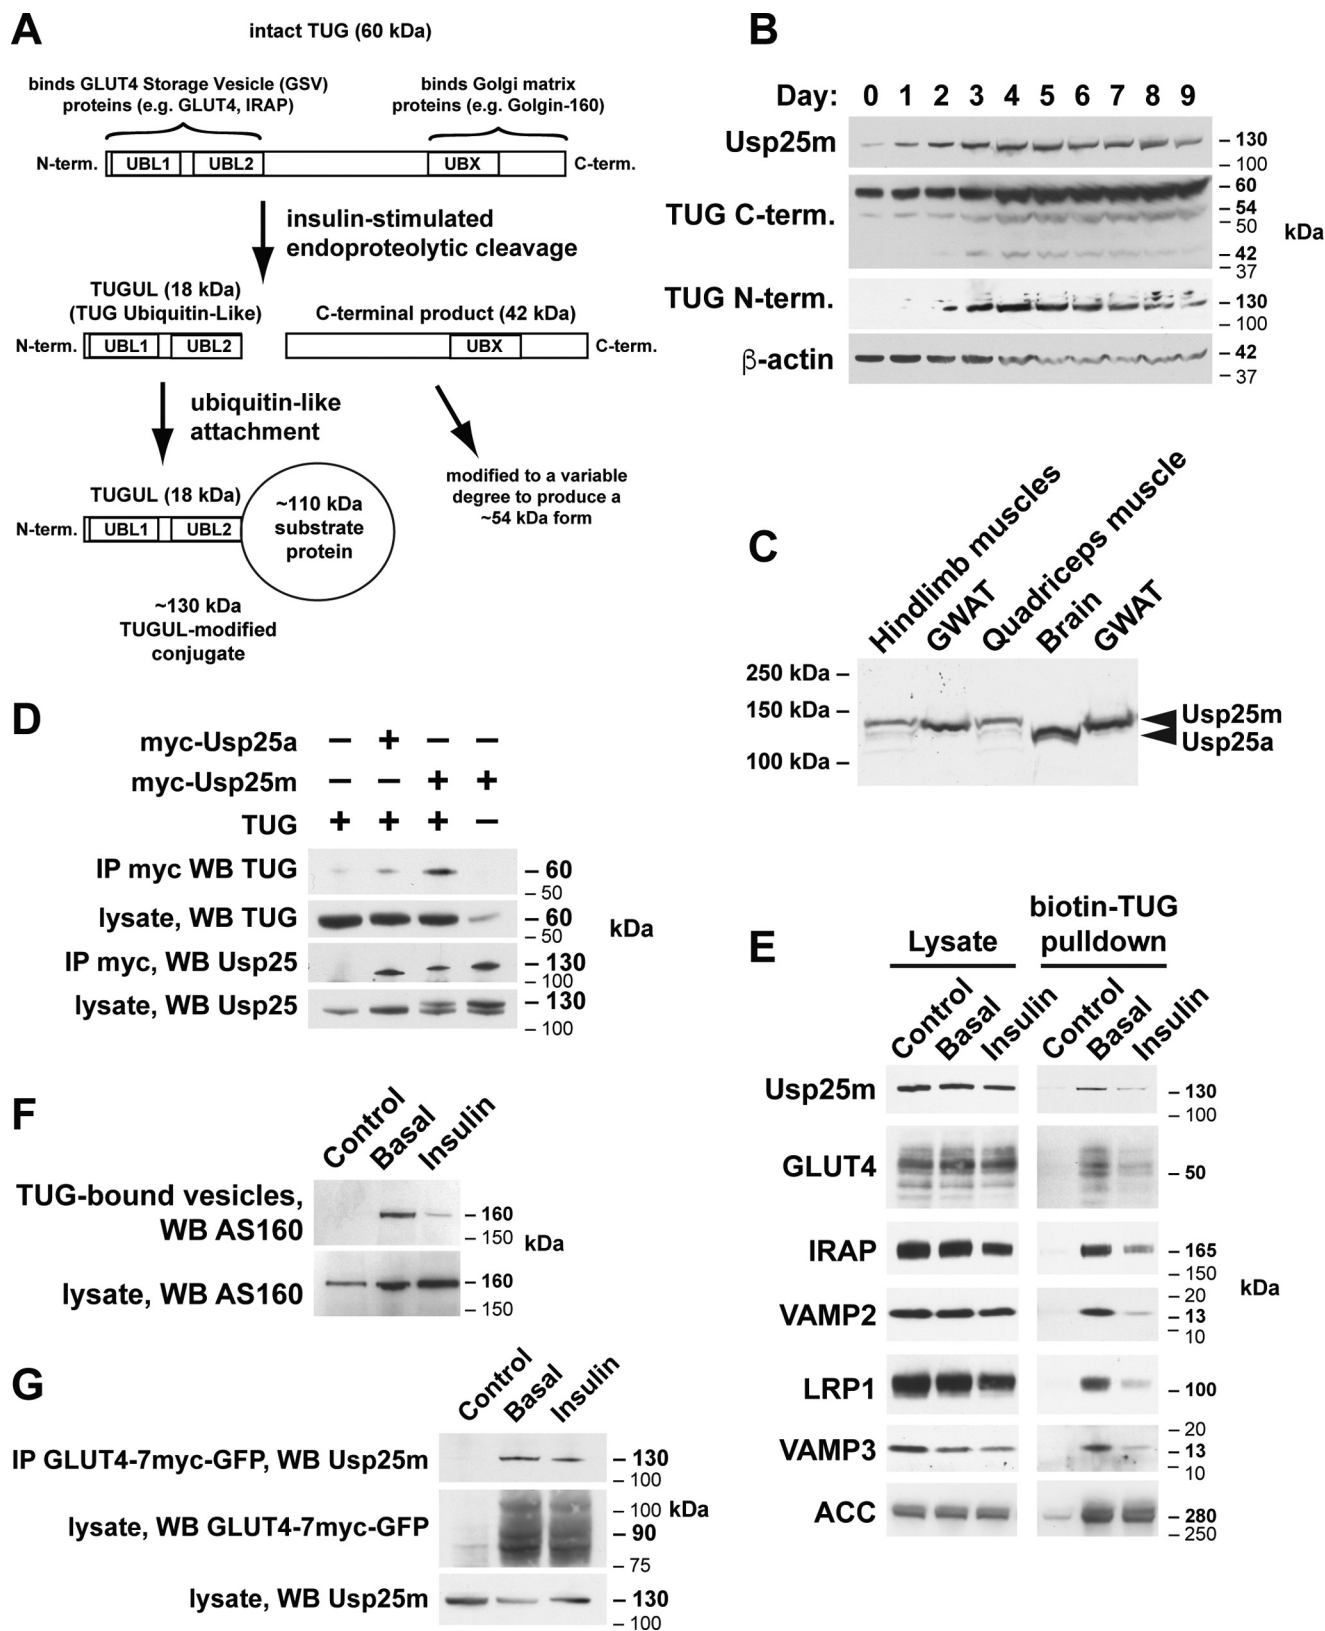 A
intact TUG (60 kDa)
binds GLUT4 Storage Vesicle (GSV)
proteins (e.g. GLUT4, IRAP)
binds Golgi matrix
proteins (e.g. Golgin-160)
N-term. UBL1 UBL2 UBX C-term.
insulin-stimulated
endoproteolytic cleavage
TUGUL (18 kDa)
(TUG Ubiquitin-Like)
C-terminal product (42 kDa)
N-term. UBL1 UBL2 UBX C-term.
ubiquitin-like
attachment
modified to a variable
degree to produce a
~54 kDa form
TUGUL (18 kDa)
N-term. UBL1 UBL2
~110 kDa
substrate
protein
~130 kDa
TUGUL-modified
conjugate
B
Day: 0 1 2 3 4 5 6 7 8 9
Usp25m
– 130
– 100
TUG C-term.
– 60
– 54
– 50
– 42
– 37
kDa
TUG N-term.
– 130
– 100
β-actin
– 42
– 37
C
Hindlimb muscles
GWAT
Quadriceps muscle
Brain
GWAT
250 kDa –
150 kDa –
100 kDa –
Usp25m
Usp25a
D
myc-Usp25a – + – –
myc-Usp25m – – + +
TUG + + + –
IP myc WB TUG
– 60
– 50
lysate, WB TUG
– 60
– 50
kDa
IP myc, WB Usp25
– 130
– 100
lysate, WB Usp25
– 130
– 100
E
Lysate
biotin-TUG
pulldown
Control
Basal
Insulin
Control
Basal
Insulin
Usp25m
– 130
– 100
GLUT4
– 50
IRAP
– 165
– 150
kDa
VAMP2
– 20
– 13
– 10
LRP1
– 100
VAMP3
– 20
– 13
– 10
ACC
– 280
– 250
F
Control
Basal
Insulin
TUG-bound vesicles,
WB AS160
– 160
– 150
kDa
lysate, WB AS160
– 160
– 150
G
Control
Basal
Insulin
IP GLUT4-7myc-GFP, WB Usp25m
– 130
– 100
lysate, WB GLUT4-7myc-GFP
– 100
kDa
– 90
– 75
lysate, WB Usp25m
– 130
– 100